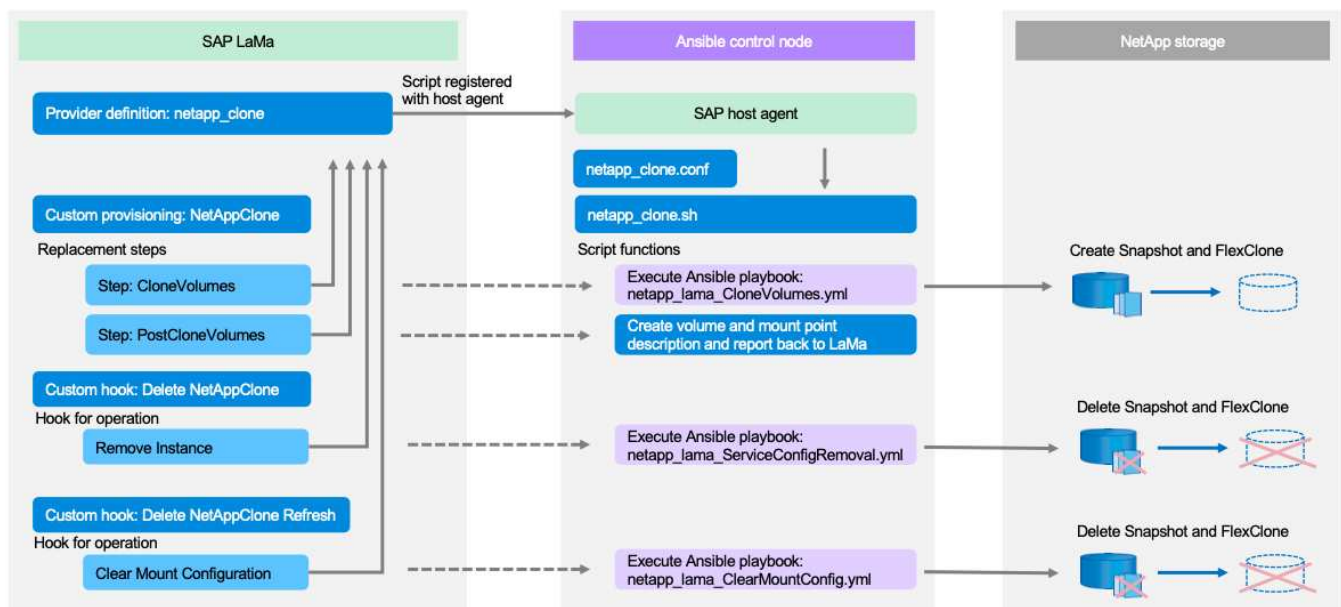 SAP LaMa
Ansible control node
NetApp storage
Script registered
with host agent
Provider definition: netapp_clone
SAP host agent
netapp_clone.conf
Custom provisioning: NetAppClone
netapp_clone.sh
Replacement steps
Script functions
Create Snapshot and FlexClone
Step: CloneVolumes
Execute Ansible playbook:
netapp_lama_CloneVolumes.yml
Step: PostCloneVolumes
Create volume and mount point
description and report back to LaMa
Custom hook: Delete NetAppClone
Hook for operation
Delete Snapshot and FlexClone
Remove Instance
Execute Ansible playbook:
netapp_lama_ServiceConfigRemoval.yml
Custom hook: Delete NetAppClone Refresh
Hook for operation
Delete Snapshot and FlexClone
Clear Mount Configuration
Execute Ansible playbook:
netapp_lama_ClearMountConfig.yml